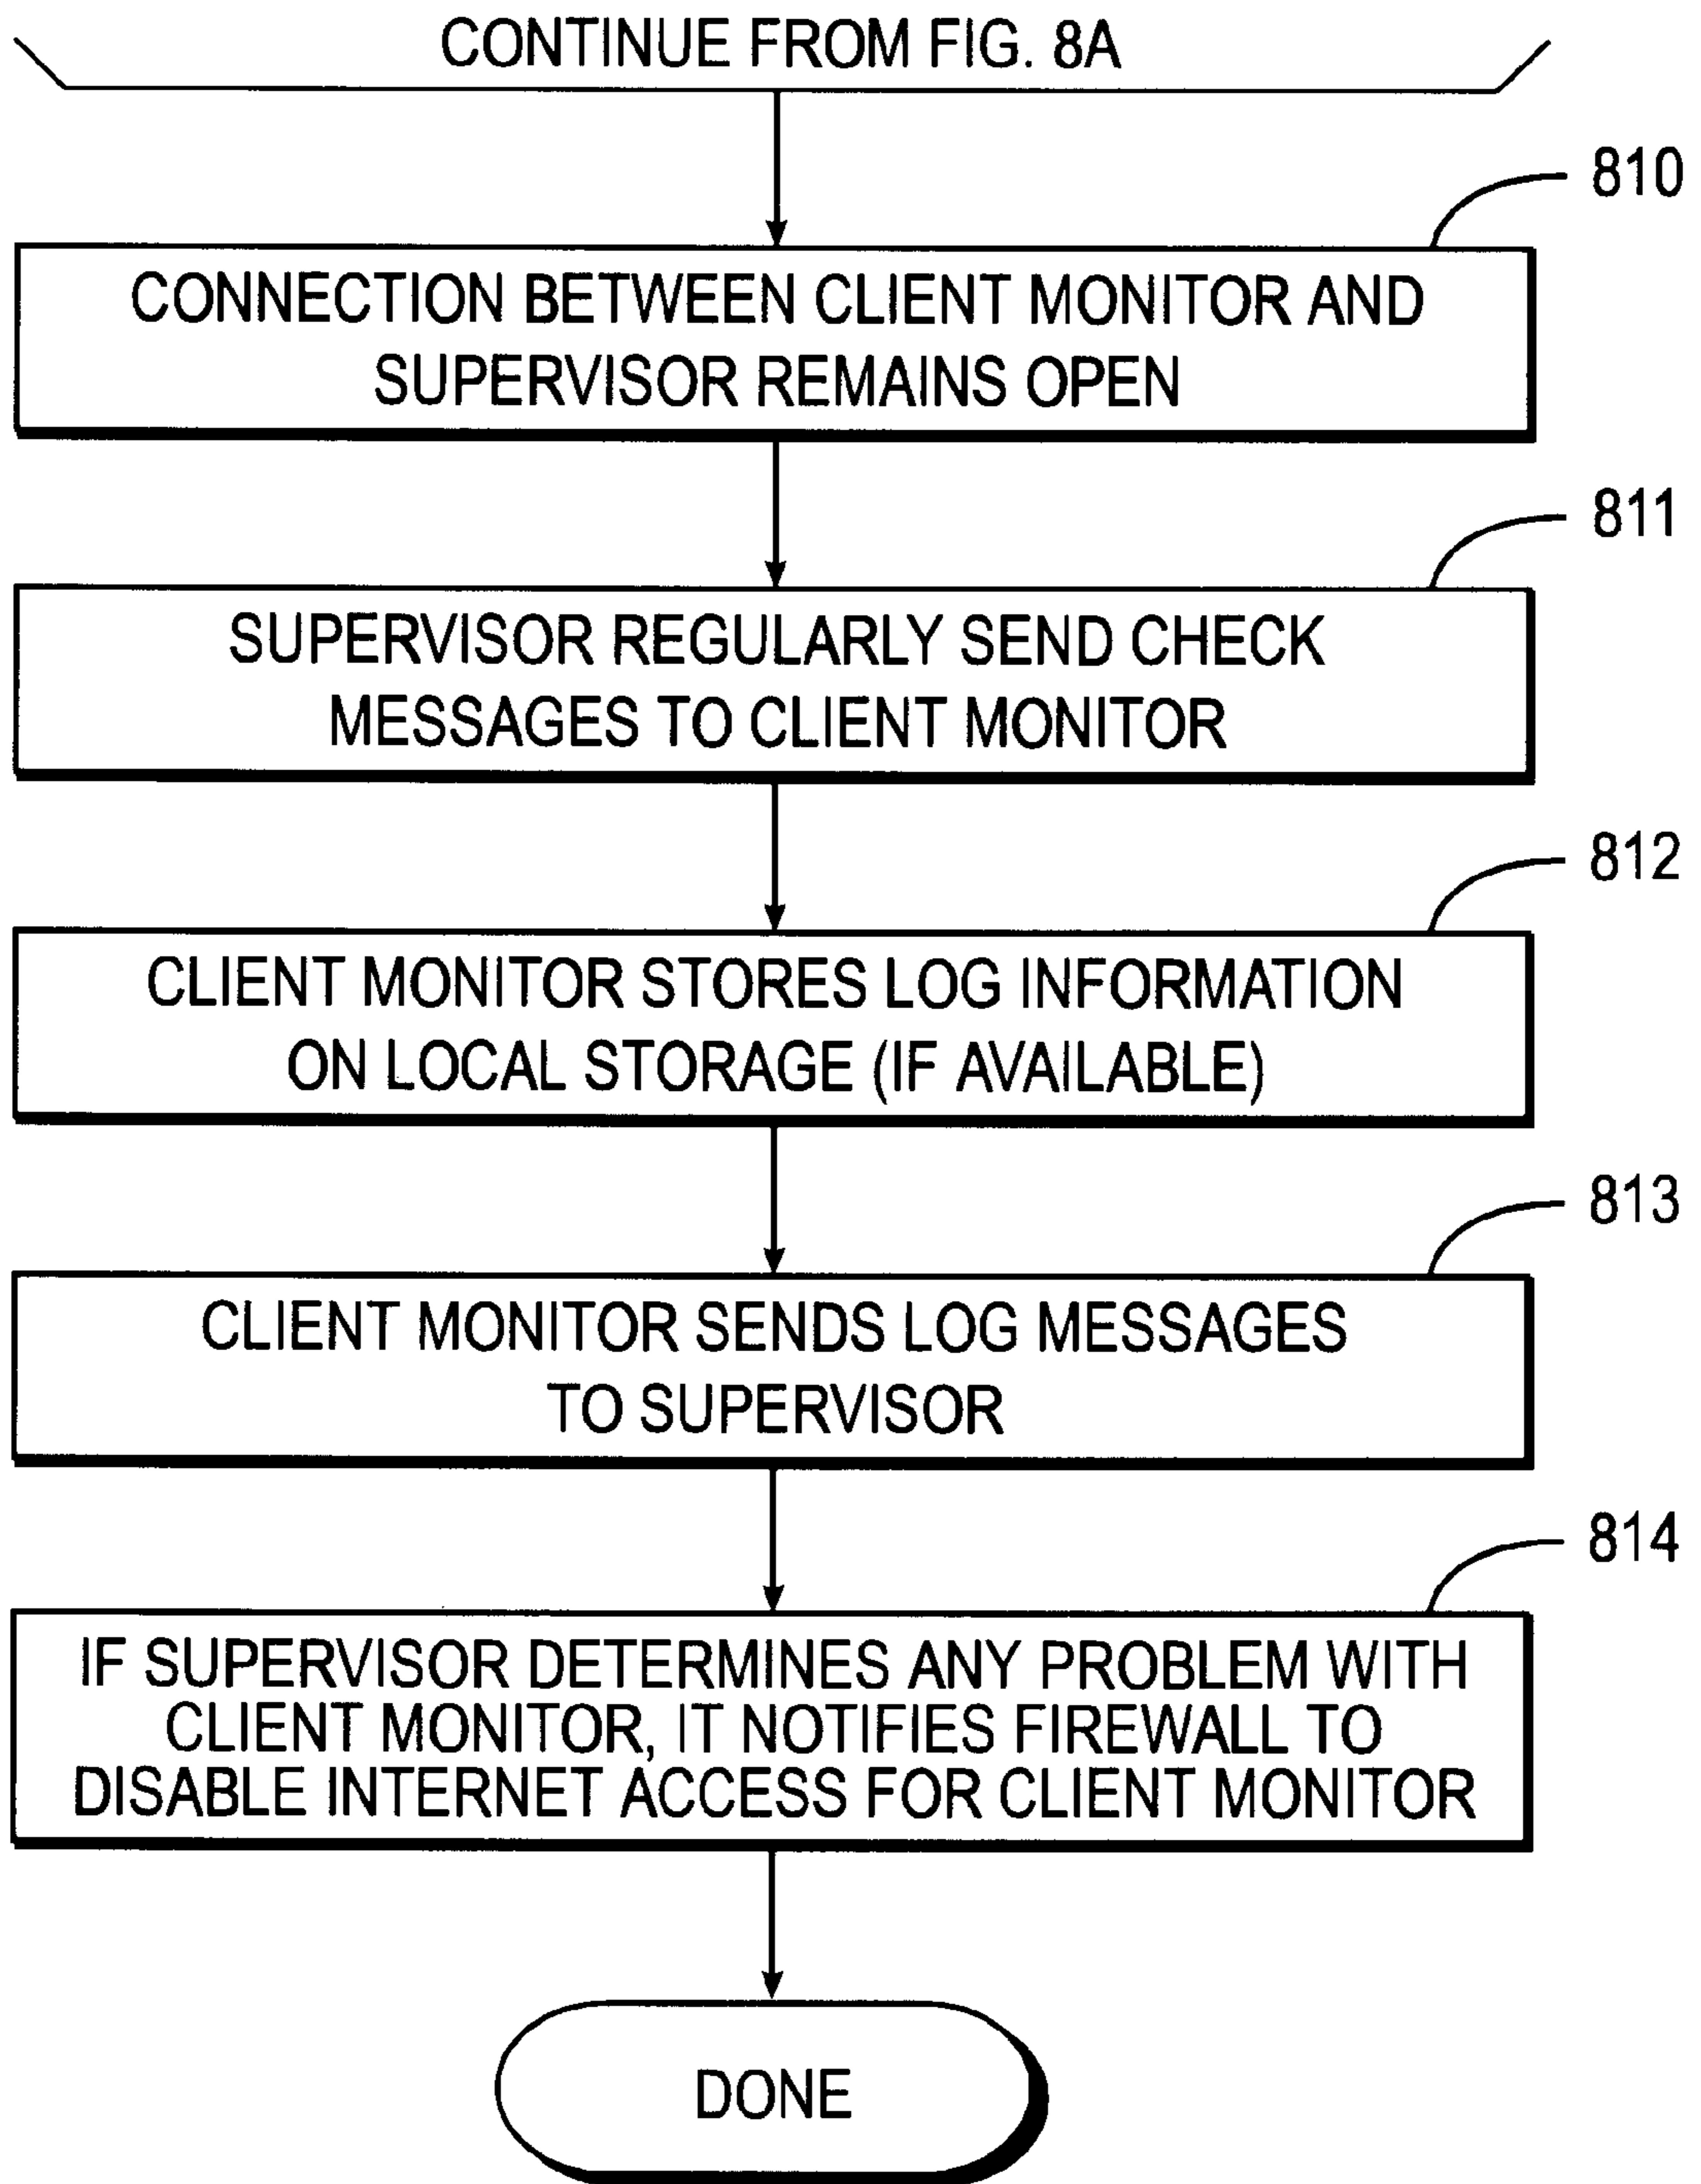 CONTINUE FROM FIG. 8A
810
CONNECTION BETWEEN CLIENT MONITOR AND
SUPERVISOR REMAINS OPEN
811
SUPERVISOR REGULARLY SEND CHECK
MESSAGES TO CLIENT MONITOR
812
CLIENT MONITOR STORES LOG INFORMATION
ON LOCAL STORAGE (IF AVAILABLE)
813
CLIENT MONITOR SENDS LOG MESSAGES
TO SUPERVISOR
814
IF SUPERVISOR DETERMINES ANY PROBLEM WITH
CLIENT MONITOR, IT NOTIFIES FIREWALL TO
DISABLE INTERNET ACCESS FOR CLIENT MONITOR
DONE